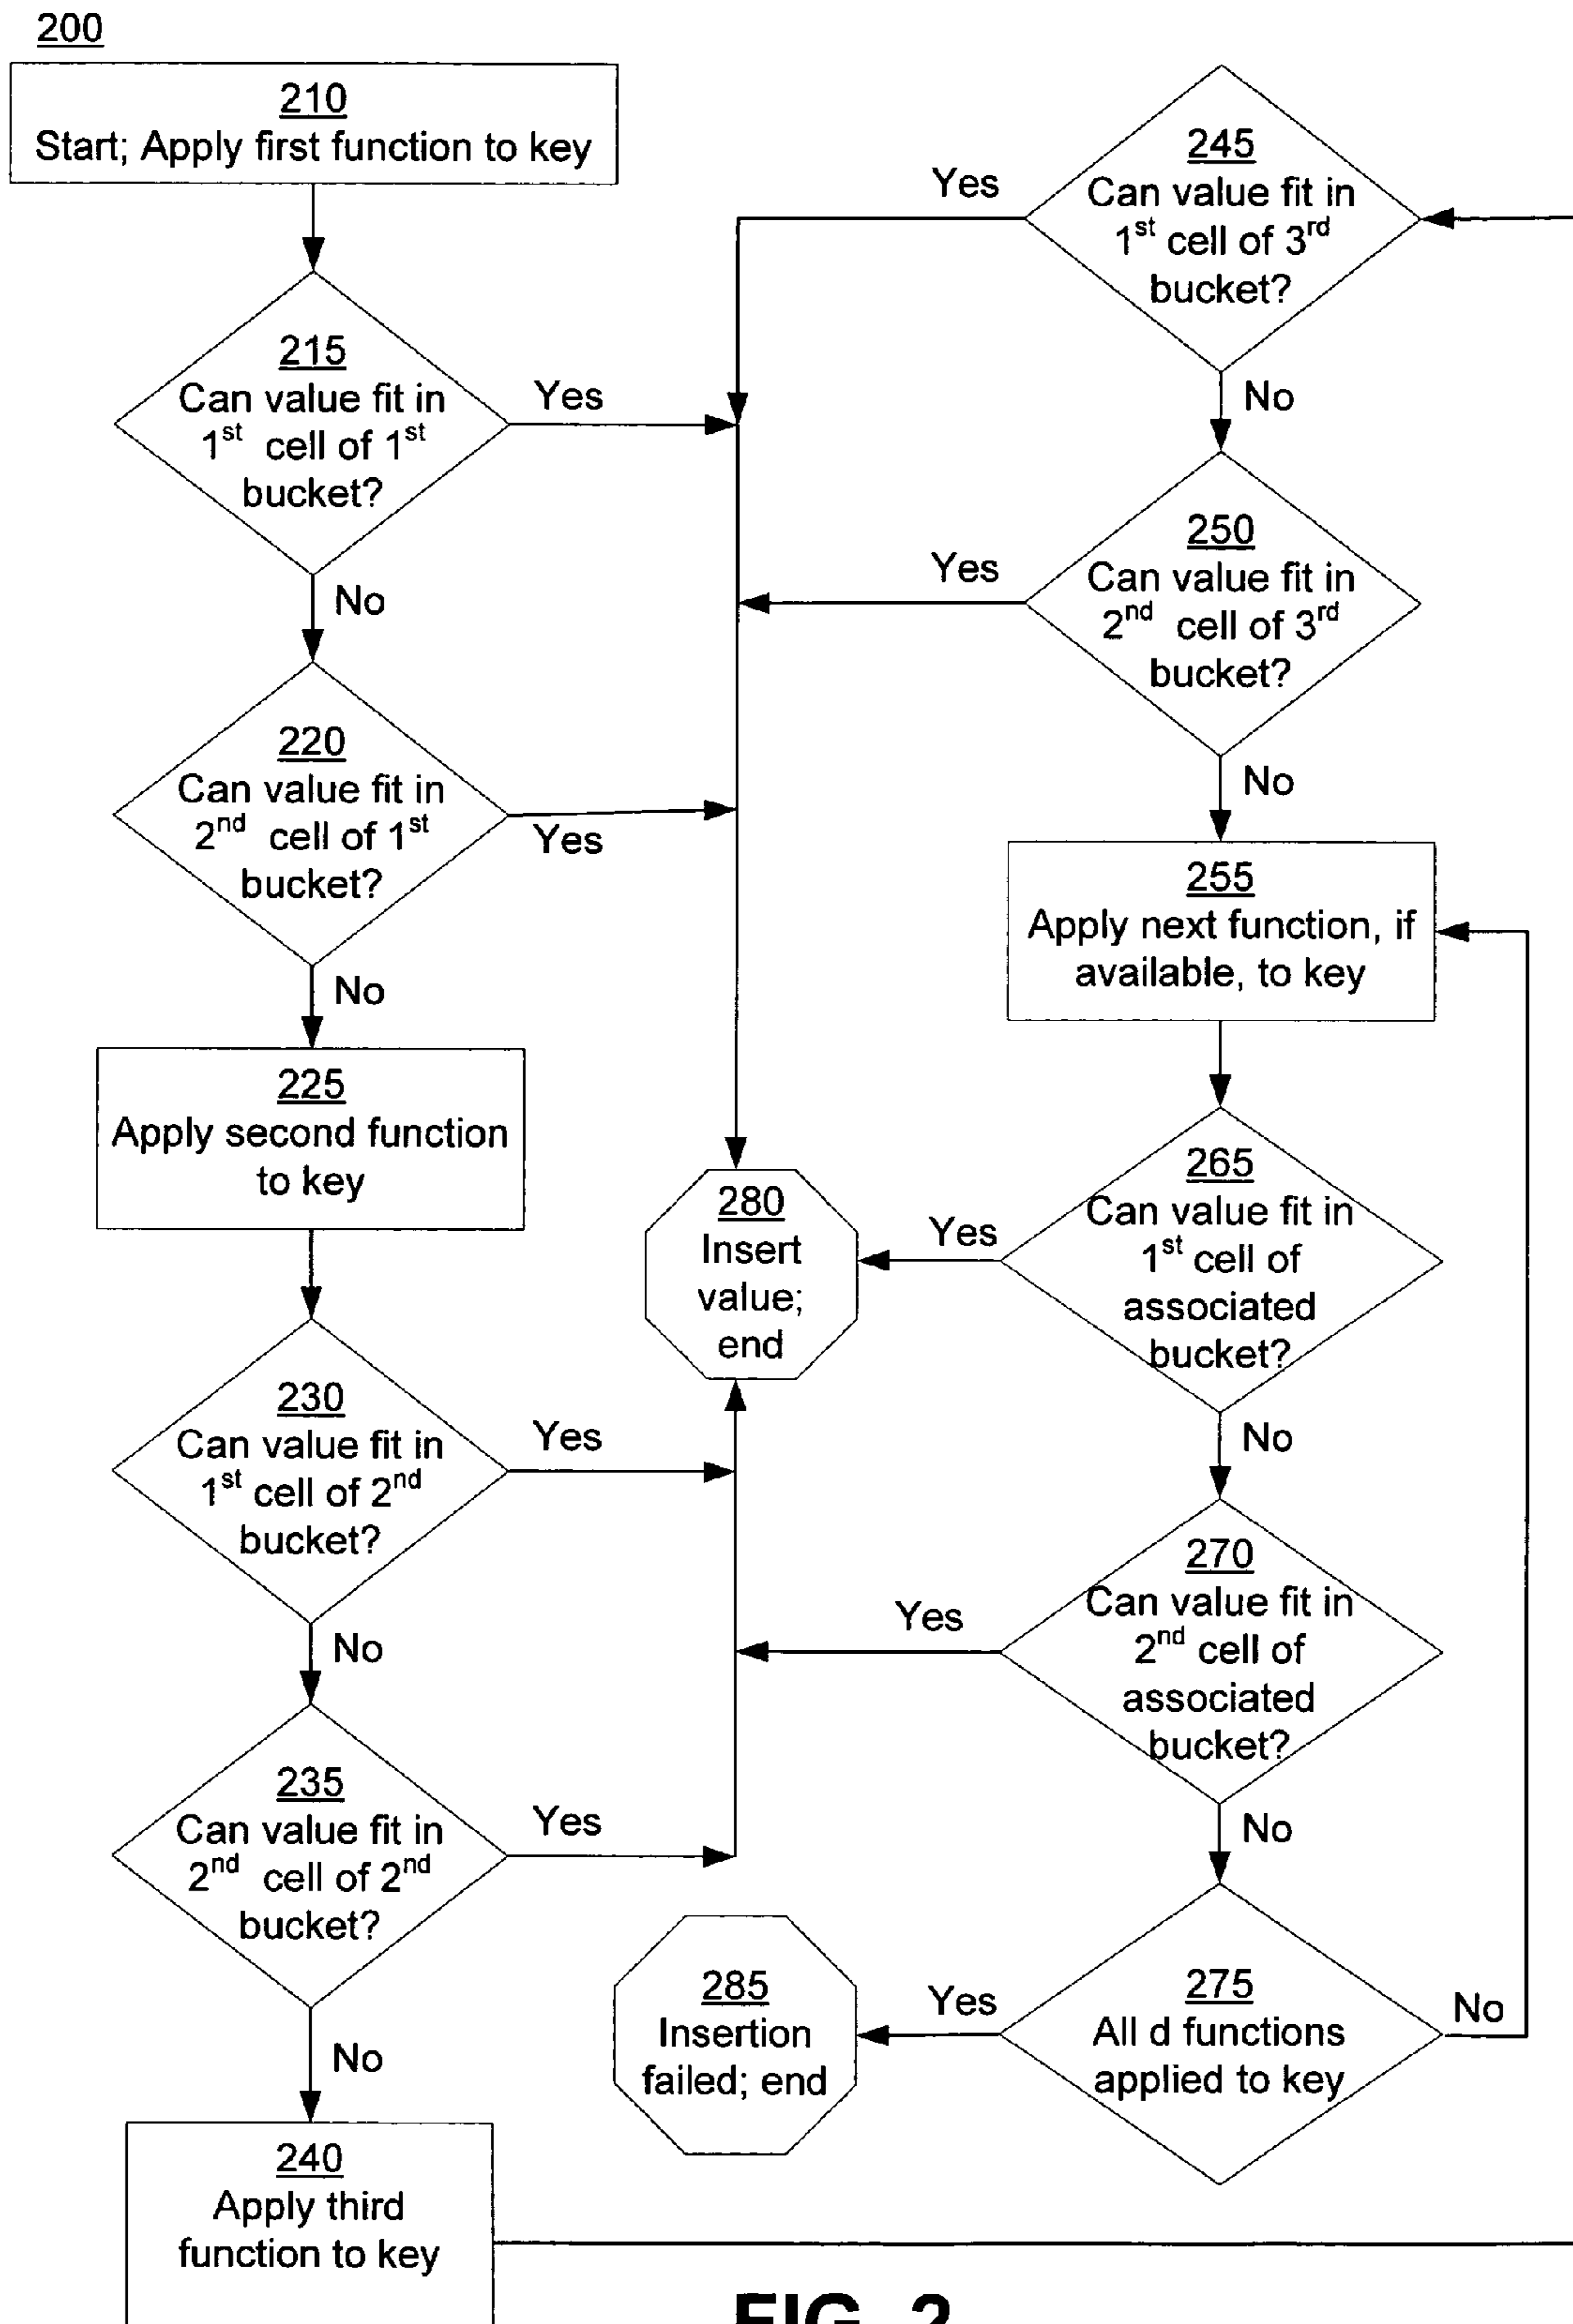 200
210
Start; Apply first function to key
215
Can value fit in
1st cell of 1st
bucket?
Yes
No
220
Can value fit in
2nd cell of 1st
bucket?
Yes
No
225
Apply second function
to key
230
Can value fit in
1st cell of 2nd
bucket?
Yes
No
235
Can value fit in
2nd cell of 2nd
bucket?
Yes
No
240
Apply third
function to key
245
Can value fit in
1st cell of 3rd
bucket?
Yes
No
250
Can value fit in
2nd cell of 3rd
bucket?
Yes
No
255
Apply next function, if
available, to key
265
Can value fit in
1st cell of
associated
bucket?
Yes
No
270
Can value fit in
2nd cell of
associated
bucket?
Yes
No
275
All d functions
applied to key
Yes
No
280
Insert
value;
end
285
Insertion
failed; end
FIG. 2